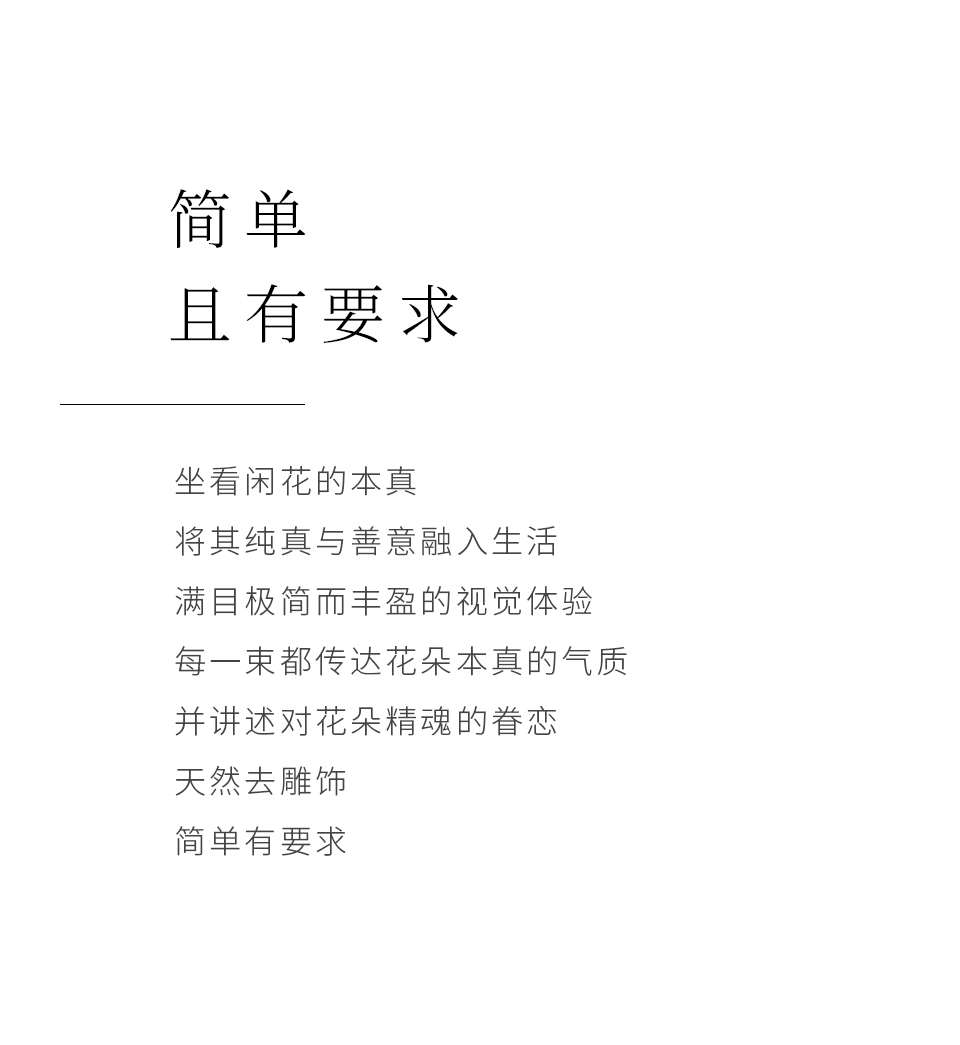 简单
且有要求
坐看闲花的本真
将其纯真与善意融入生活
满目极简而丰盈的视觉体验
每一束都传达花朵本真的气质
并讲述对花朵精魂的眷恋
天然去雕饰
简单有要求